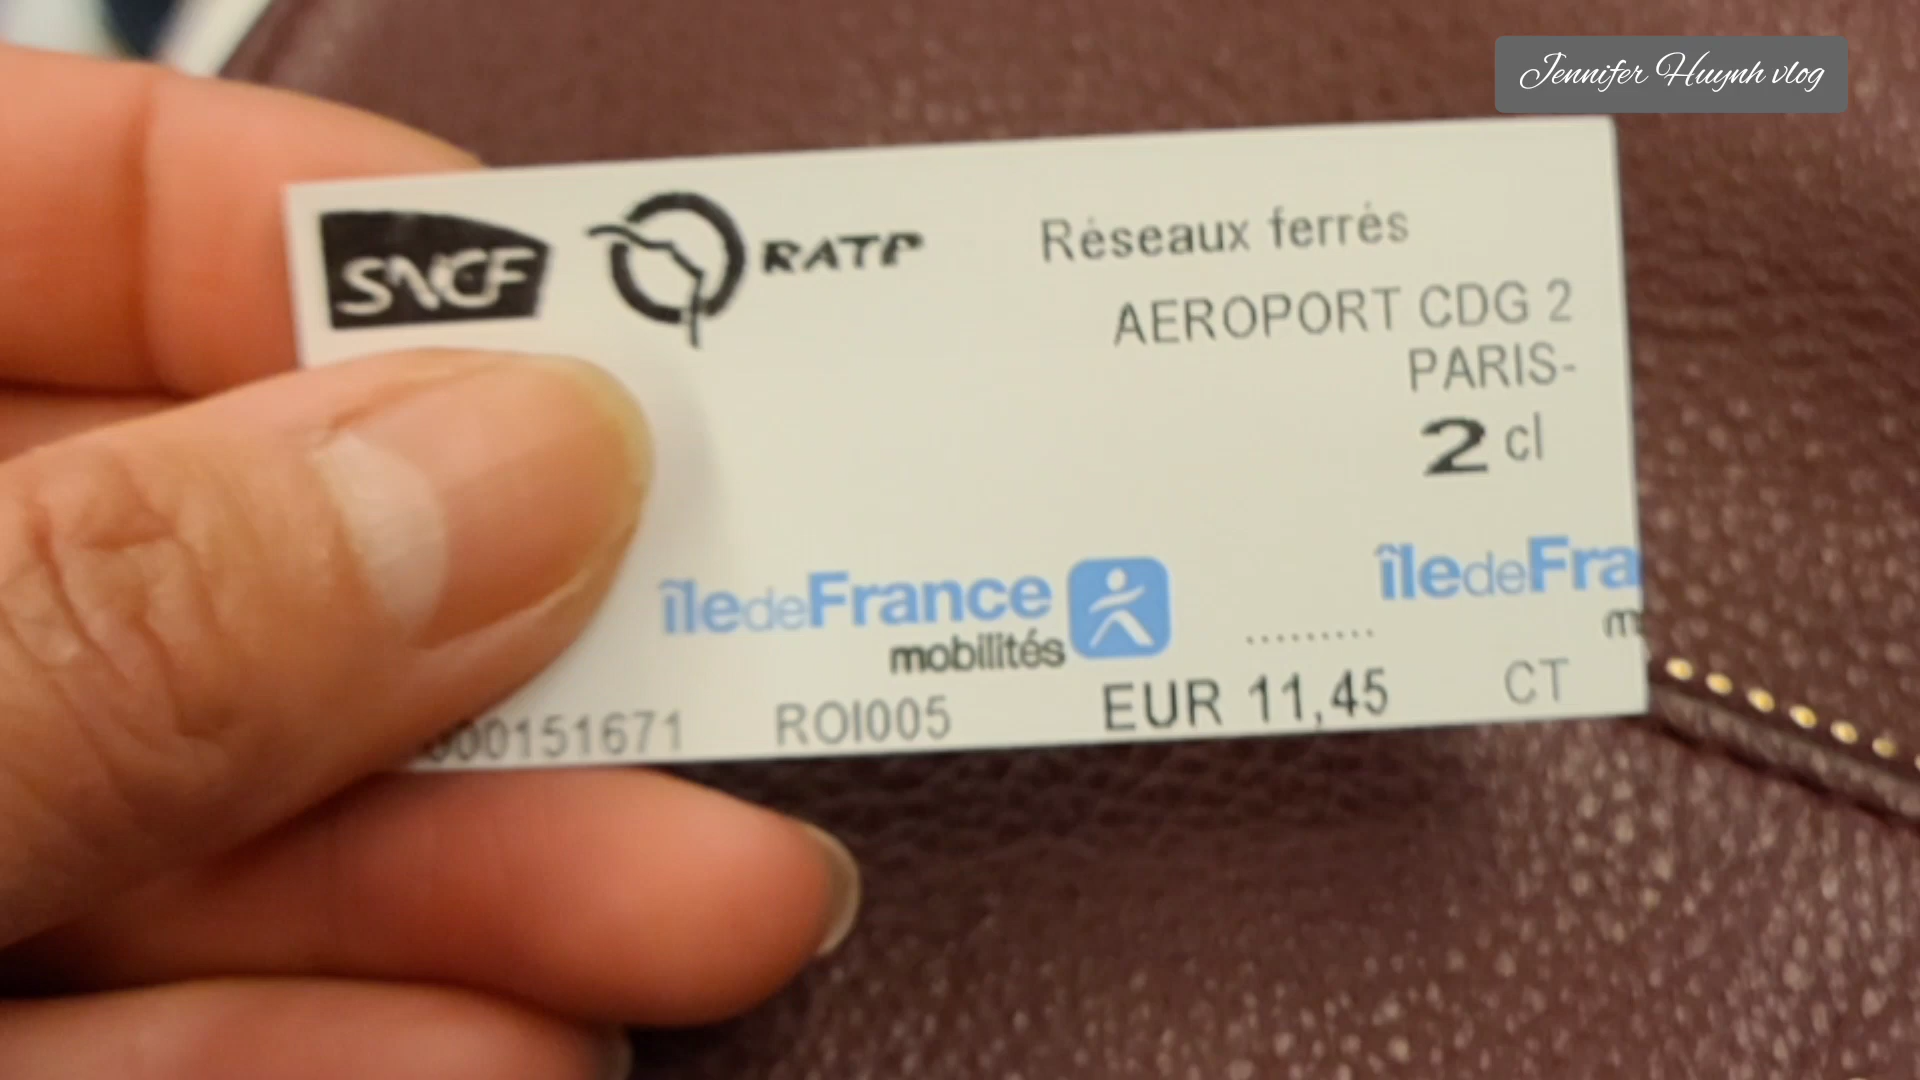 Jennifer Huynh vlog
SNCF RATP Réseaux ferrés
AEROPORT CDG 2
PARIS-
2 cl
îledeFrance îledeFra
mobilités m
00151671 ROI005 EUR 11,45 CT